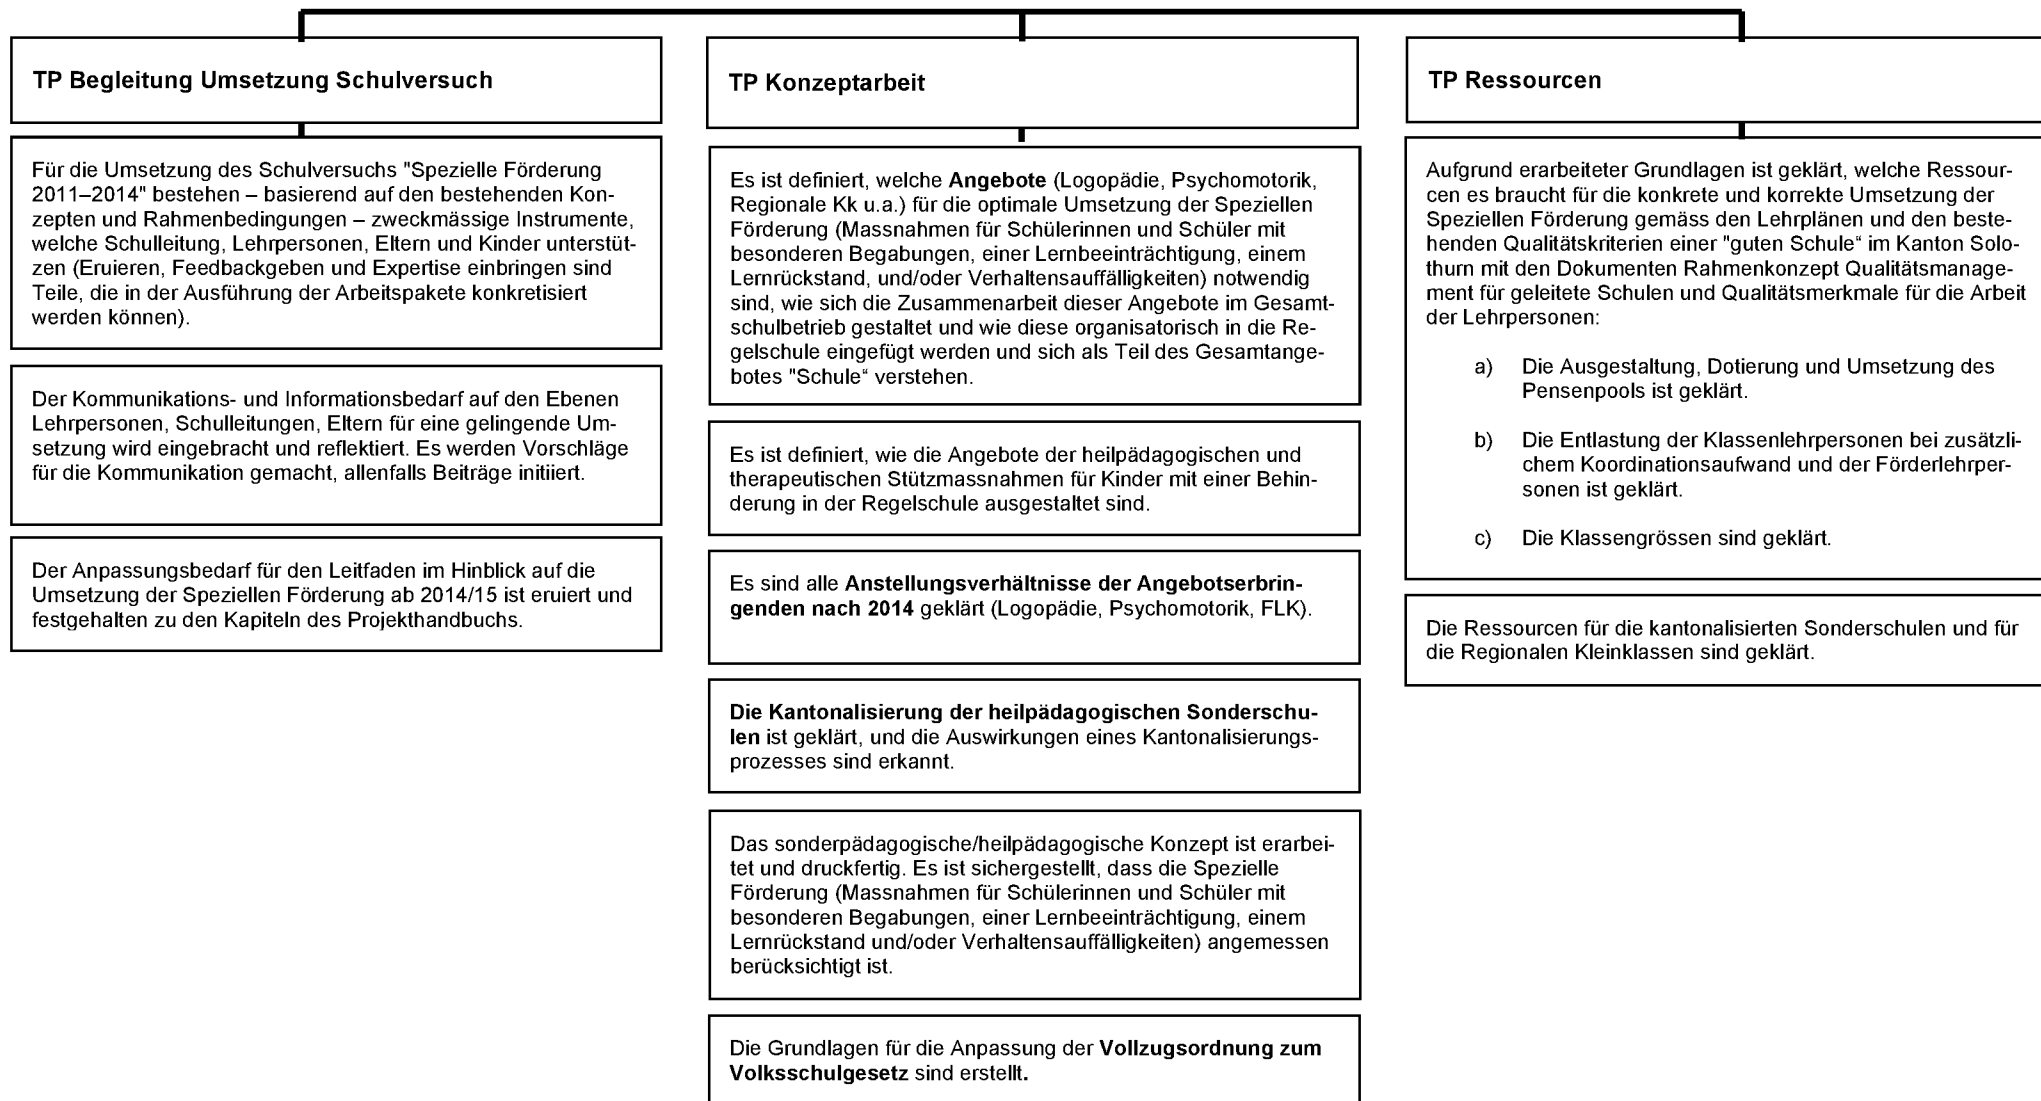 TP Begleitung Umsetzung Schulversuch
Für die Umsetzung des Schulversuchs "Spezielle Förderung
2011–2014" bestehen – basierend auf den bestehenden Kon-
zepten und Rahmenbedingungen – zweckmässige Instrumente,
welche Schulleitung, Lehrpersonen, Eltern und Kinder unterstüt-
zen (Eruieren, Feedbackgeben und Expertise einbringen sind
Teile, die in der Ausführung der Arbeitspakete konkretisiert
werden können).
Der Kommunikations- und Informationsbedarf auf den Ebenen
Lehrpersonen, Schulleitungen, Eltern für eine gelingende Um-
setzung wird eingebracht und reflektiert. Es werden Vorschläge
für die Kommunikation gemacht, allenfalls Beiträge initiiert.
Der Anpassungsbedarf für den Leitfaden im Hinblick auf die
Umsetzung der Speziellen Förderung ab 2014/15 ist eruiert und
festgehalten zu den Kapiteln des Projekthandbuchs.
TP Konzeptarbeit
Es ist definiert, welche Angebote (Logopädie, Psychomotorik,
Regionale Kk u.a.) für die optimale Umsetzung der Speziellen
Förderung (Massnahmen für Schülerinnen und Schüler mit
besonderen Begabungen, einer Lernbeeinträchtigung, einem
Lernrückstand, und/oder Verhaltensauffälligkeiten) notwendig
sind, wie sich die Zusammenarbeit dieser Angebote im Gesamt-
schulbetrieb gestaltet und wie diese organisatorisch in die Re-
gelschule eingefügt werden und sich als Teil des Gesamtange-
botes "Schule“ verstehen.
Es ist definiert, wie die Angebote der heilpädagogischen und
therapeutischen Stützmassnahmen für Kinder mit einer Behin-
derung in der Regelschule ausgestaltet sind.
Es sind alle Anstellungsverhältnisse der Angebotserbrin-
genden nach 2014 geklärt (Logopädie, Psychomotorik, FLK).
Die Kantonalisierung der heilpädagogischen Sonderschu-
len ist geklärt, und die Auswirkungen eines Kantonalisierungs-
prozesses sind erkannt.
Das sonderpädagogische/heilpädagogische Konzept ist erarbei-
tet und druckfertig. Es ist sichergestellt, dass die Spezielle
Förderung (Massnahmen für Schülerinnen und Schüler mit
besonderen Begabungen, einer Lernbeeinträchtigung, einem
Lernrückstand und/oder Verhaltensauffälligkeiten) angemessen
berücksichtigt ist.
Die Grundlagen für die Anpassung der Vollzugsordnung zum
Volksschulgesetz sind erstellt.
TP Ressourcen
Aufgrund erarbeiteter Grundlagen ist geklärt, welche Ressour-
cen es braucht für die konkrete und korrekte Umsetzung der
Speziellen Förderung gemäss den Lehrplänen und den beste-
henden Qualitätskriterien einer "guten Schule“ im Kanton Solo-
thurn mit den Dokumenten Rahmenkonzept Qualitätsmanage-
ment für geleitete Schulen und Qualitätsmerkmale für die Arbeit
der Lehrpersonen:
a) Die Ausgestaltung, Dotierung und Umsetzung des
Pensenpools ist geklärt.
b) Die Entlastung der Klassenlehrpersonen bei zusätzli-
chem Koordinationsaufwand und der Förderlehrper-
sonen ist geklärt.
c) Die Klassengrössen sind geklärt.
Die Ressourcen für die kantonalisierten Sonderschulen und für
die Regionalen Kleinklassen sind geklärt.